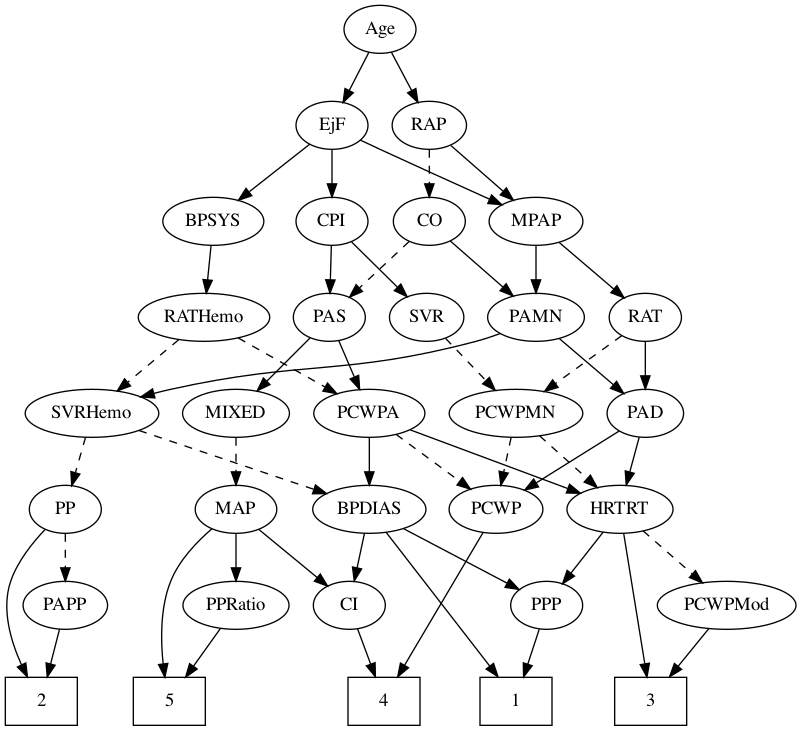 Age
EjF
RAP
BPSYS
CPI
CO
MPAP
RATHemo
PAS
SVR
PAMN
RAT
SVRHemo
MIXED
PCWPA
PCWPMN
PAD
PP
MAP
BPDIAS
PCWP
HRTRT
PAPP
PPRatio
CI
PPP
PCWPMod
2
5
4
1
3